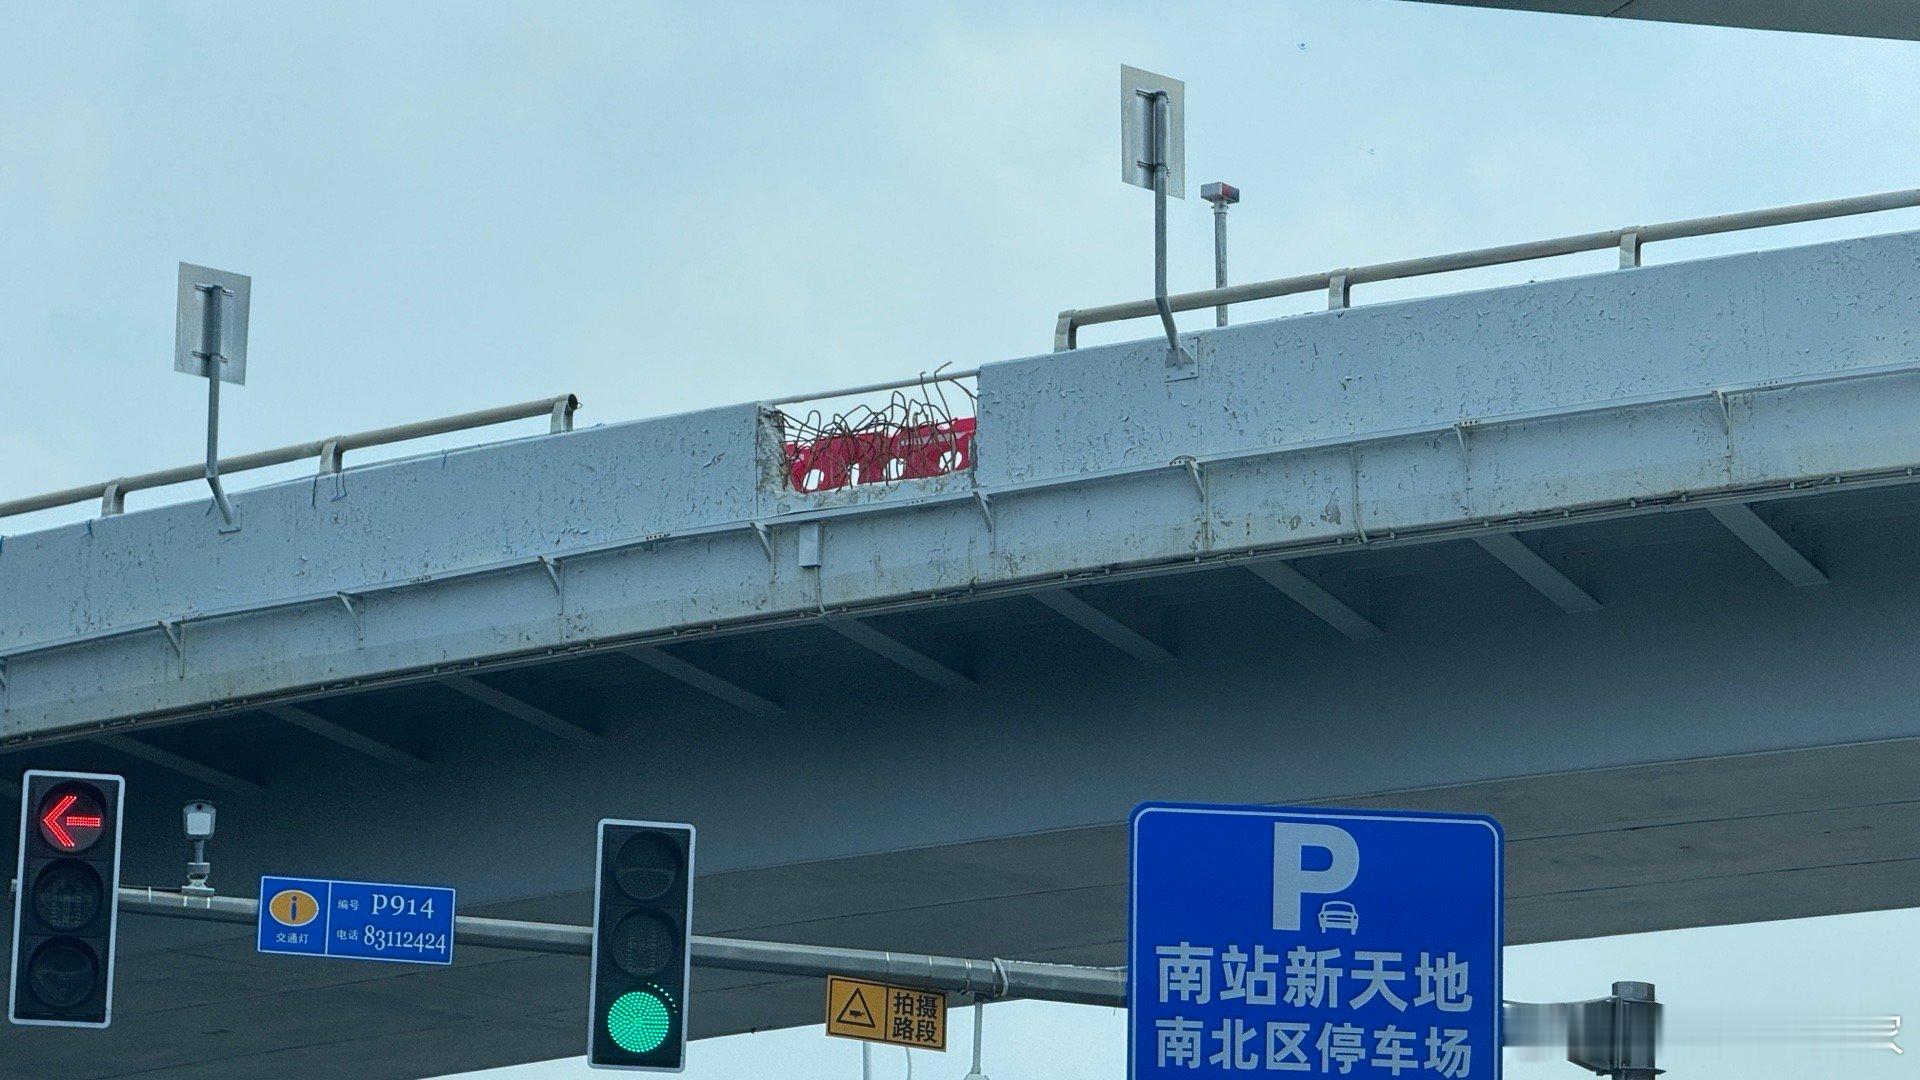 编号 P914
交通灯
电话 83112424
拍摄
路段
P
南站新天地
南北区停车场